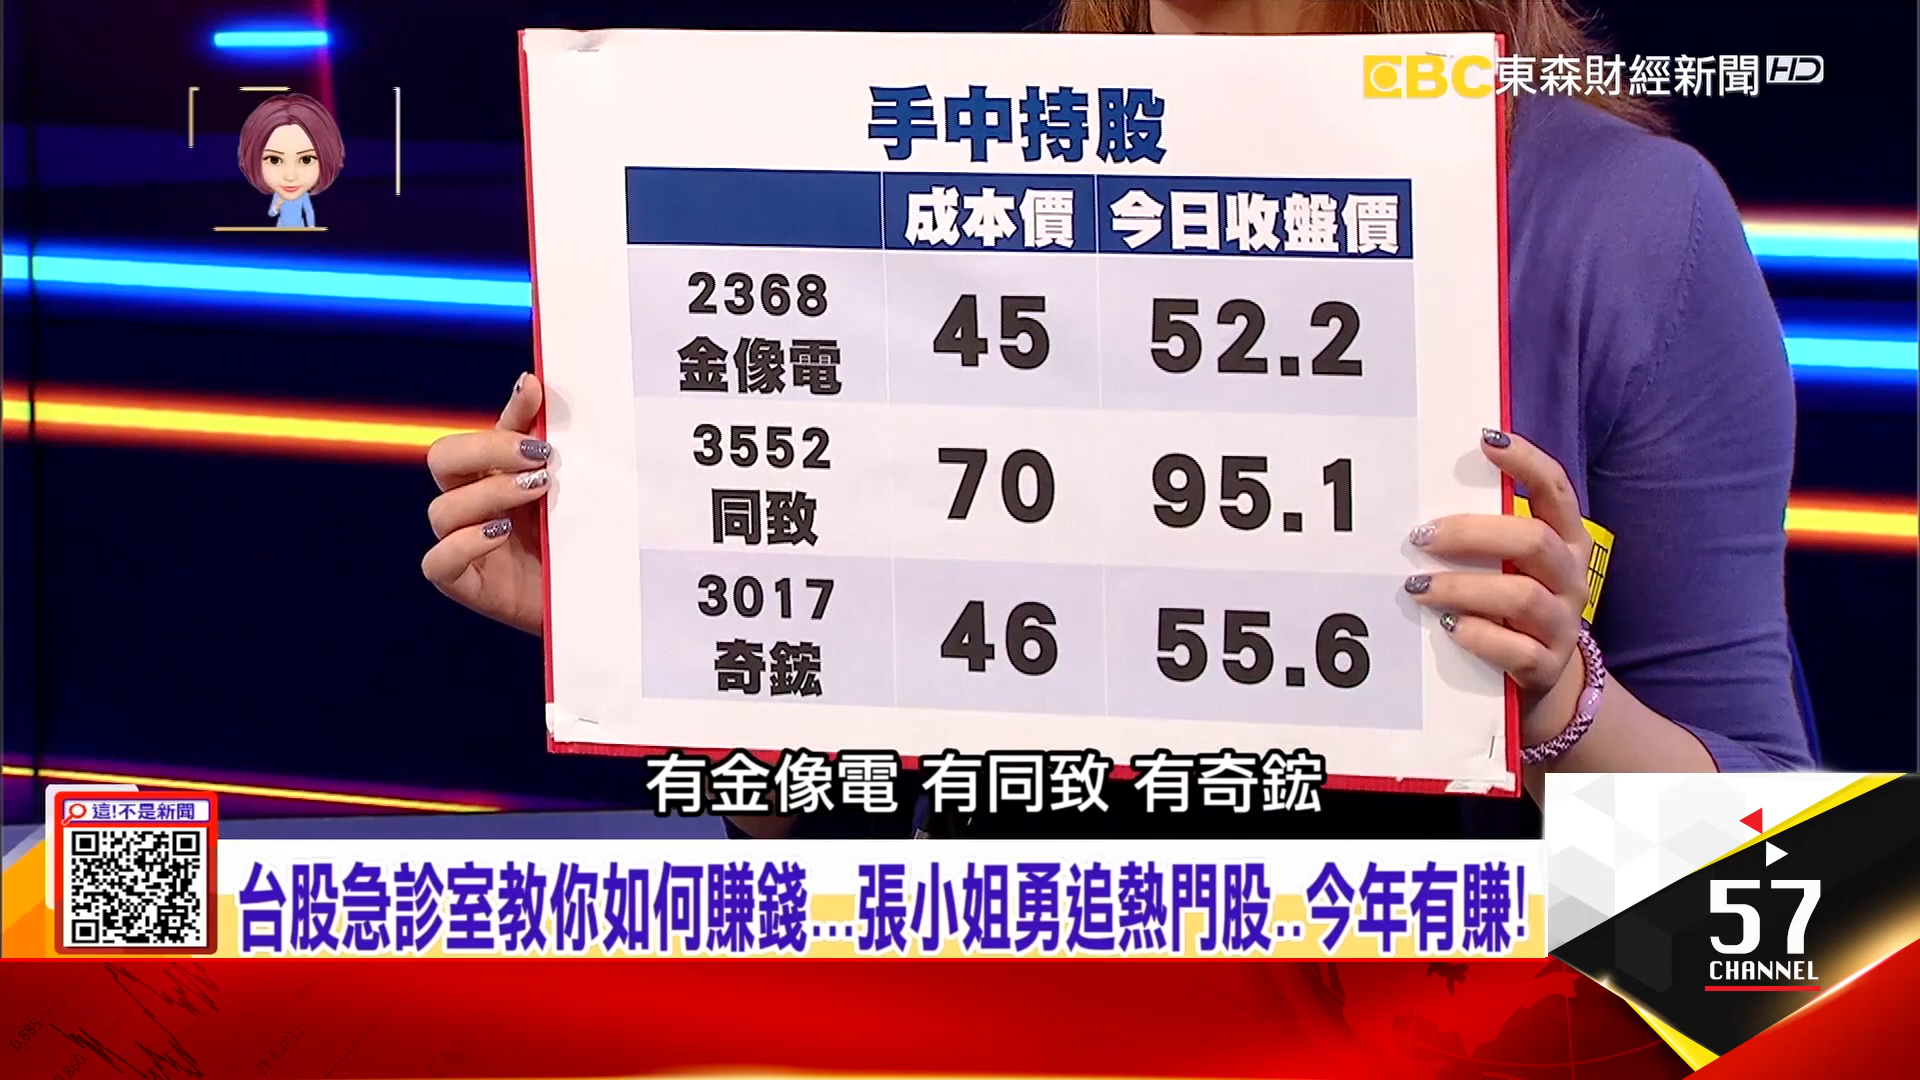 EBC東森財經新聞HD
手中持股
成本價 今日收盤價
2368
金像電 45 52.2
3552
同致 70 95.1
3017
奇鋐 46 55.6
有金像電 有同致 有奇鋐
這!不是新聞
台股急診室教你如何賺錢...張小姐勇追熱門股..今年有賺!
57
CHANNEL
0.885
0.860